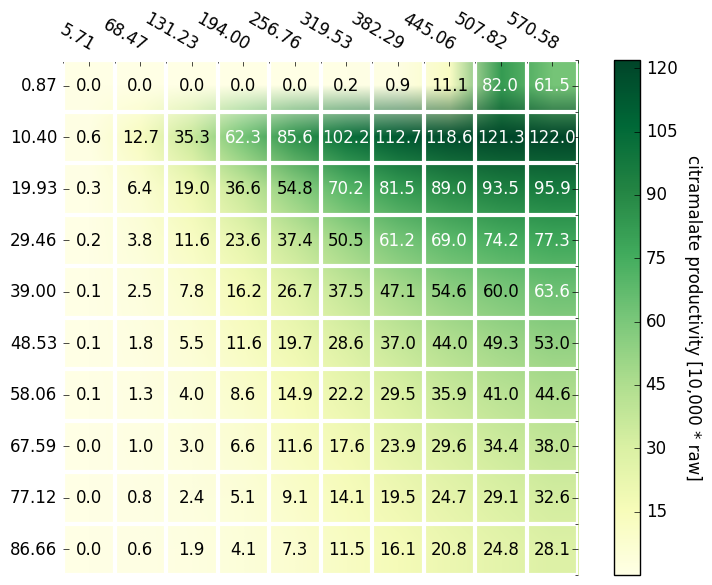 5.71 68.47 131.23 194.00 256.76 319.53 382.29 445.06 507.82 570.58
0.87 0.0 0.0 0.0 0.0 0.0 0.2 0.9 11.1 82.0 61.5
10.40 0.6 12.7 35.3 62.3 85.6 102.2 112.7 118.6 121.3 122.0
19.93 0.3 6.4 19.0 36.6 54.8 70.2 81.5 89.0 93.5 95.9
29.46 0.2 3.8 11.6 23.6 37.4 50.5 61.2 69.0 74.2 77.3
39.00 0.1 2.5 7.8 16.2 26.7 37.5 47.1 54.6 60.0 63.6
48.53 0.1 1.8 5.5 11.6 19.7 28.6 37.0 44.0 49.3 53.0
58.06 0.1 1.3 4.0 8.6 14.9 22.2 29.5 35.9 41.0 44.6
67.59 0.0 1.0 3.0 6.6 11.6 17.6 23.9 29.6 34.4 38.0
77.12 0.0 0.8 2.4 5.1 9.1 14.1 19.5 24.7 29.1 32.6
86.66 0.0 0.6 1.9 4.1 7.3 11.5 16.1 20.8 24.8 28.1
120
105
90
75
60
45
30
15
citramalate productivity [10,000 * raw]